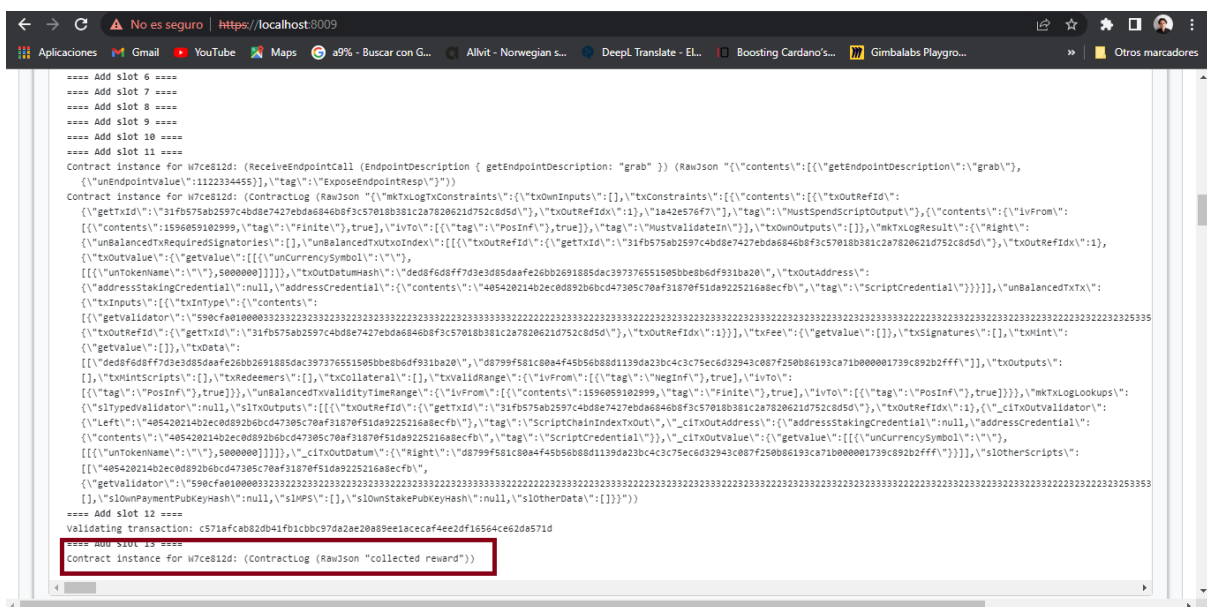 No es seguro | https://localhost:8009
Aplicaciones Gmail YouTube Maps a9% - Buscar con G... Allvit - Norwegian s... DeepL Translate - El... Boosting Cardano's... Gimbalabs Playgro... » Otros marcadores
==== Add slot 6 ====
==== Add slot 7 ====
==== Add slot 8 ====
==== Add slot 9 ====
==== Add slot 10 ====
==== Add slot 11 ====
Contract instance for W7ce812d: (ReceiveEndpointCall (EndpointDescription { getEndpointDescription: "grab" }) (RawJson "{\"contents\":[{\"getEndpointDescription\":\"grab\"},
{\"unEndpointValue\":1122334455}],\"tag\":\"ExposeEndpointResp\"}"))
Contract instance for W7ce812d: (ContractLog (RawJson "{\"mkTxLogTxConstraints\":{\"txOwnInputs\":[],\"txConstraints\":[{\"contents\":[{\"txOutRefId\":
{\"getTxId\":\"31fb575ab2597c4bd8e7427ebda6846b8f3c57018b381c2a7820621d752c8d5d\"},\"txOutRefIdx\":1},\"1a42e576f7\"],\"tag\":\"MustSpendScriptOutput\"},{\"contents\":{\"ivFrom\":
[{\"contents\":1596059102999,\"tag\":\"Finite\"},true],\"ivTo\":[{\"tag\":\"PosInf\"},true]},\"tag\":\"MustValidateIn\"}],\"txOwnOutputs\":[]},\"mkTxLogResult\":{\"Right\":
{\"unBalancedTxRequiredSignatories\":[],\"unBalancedTxUtxoIndex\":[[{\"txOutRefId\":{\"getTxId\":\"31fb575ab2597c4bd8e7427ebda6846b8f3c57018b381c2a7820621d752c8d5d\"},\"txOutRefIdx\":1},
{\"txOutValue\":{\"getValue\":[[{\"unCurrencySymbol\":\"\"},
[[{\"unTokenName\":\"\"},5000000]]]]},\"txOutDatumHash\":\"ded8f6d8ff7d3e3d85daafe26bb2691885dac397376551505bbe8b6df931ba20\",\"txOutAddress\":
{\"addressStakingCredential\":null,\"addressCredential\":{\"contents\":\"405420214b2ec0d892b6bcd47305c70af31870f51da9225216a8ecfb\",\"tag\":\"ScriptCredential\"}}}]],\"unBalancedTxTx\":
{\"txInputs\":[{\"txInType\":{\"contents\":
[{\"getValidator\":
{\"txOutRefId\":{\"getTxId\":\"31fb575ab2597c4bd8e7427ebda6846b8f3c57018b381c2a7820621d752c8d5d\"},\"txOutRefIdx\":1}}],\"txFee\":{\"getValue\":[]},\"txSignatures\":[],\"txMint\":
{\"getValue\":[]},\"txData\":
[[\"ded8f6d8ff7d3e3d85daafe26bb2691885dac397376551505bbe8b6df931ba20\",\"d8799f581c80a4f45b56b88d1139da23bc4c3c75ec6d32943c087f250b86193ca71b000001739c892b2fff\"]],\"txOutputs\":
[],\"txMintScripts\":[],\"txRedeemers\":[],\"txCollateral\":[],\"txValidRange\":{\"ivFrom\":[{\"tag\":\"NegInf\"},true],\"ivTo\":
[{\"tag\":\"PosInf\"},true]}},\"unBalancedTxValidityTimeRange\":{\"ivFrom\":[{\"contents\":1596059102999,\"tag\":\"Finite\"},true],\"ivTo\":[{\"tag\":\"PosInf\"},true]}}},\"mkTxLogLookups\":
{\"slTypedValidator\":null,\"slTxOutputs\":[[{\"txOutRefId\":{\"getTxId\":\"31fb575ab2597c4bd8e7427ebda6846b8f3c57018b381c2a7820621d752c8d5d\"},\"txOutRefIdx\":1},{\"_ciTxOutValidator\":
{\"Left\":\"405420214b2ec0d892b6bcd47305c70af31870f51da9225216a8ecfb\"},\"tag\":\"ScriptChainIndexTxOut\",\"_ciTxOutAddress\":{\"addressStakingCredential\":null,\"addressCredential\":
{\"contents\":\"405420214b2ec0d892b6bcd47305c70af31870f51da9225216a8ecfb\",\"tag\":\"ScriptCredential\"}},\"_ciTxOutValue\":{\"getValue\":[[{\"unCurrencySymbol\":\"\"},
[[{\"unTokenName\":\"\"},5000000]]]]},\"_ciTxOutDatum\":{\"Right\":\"d8799f581c80a4f45b56b88d1139da23bc4c3c75ec6d32943c087f250b86193ca71b000001739c892b2fff\"}}]],\"slOtherScripts\":
[[\"405420214b2ec0d892b6bcd47305c70af31870f51da9225216a8ecfb\",
{\"getValidator\":
[],\"slOwnPaymentPubKeyHash\":null,\"slMPS\":[],\"slOwnStakePubKeyHash\":null,\"slOtherData\":[]}}"))
==== Add slot 12 ====
Validating transaction: c571afcab82db41fb1cbbc97da2ae20a89ee1acecaf4ee2df16564ce62da571d
==== Add slot 13 ====
Contract instance for W7ce812d: (ContractLog (RawJson "collected reward"))